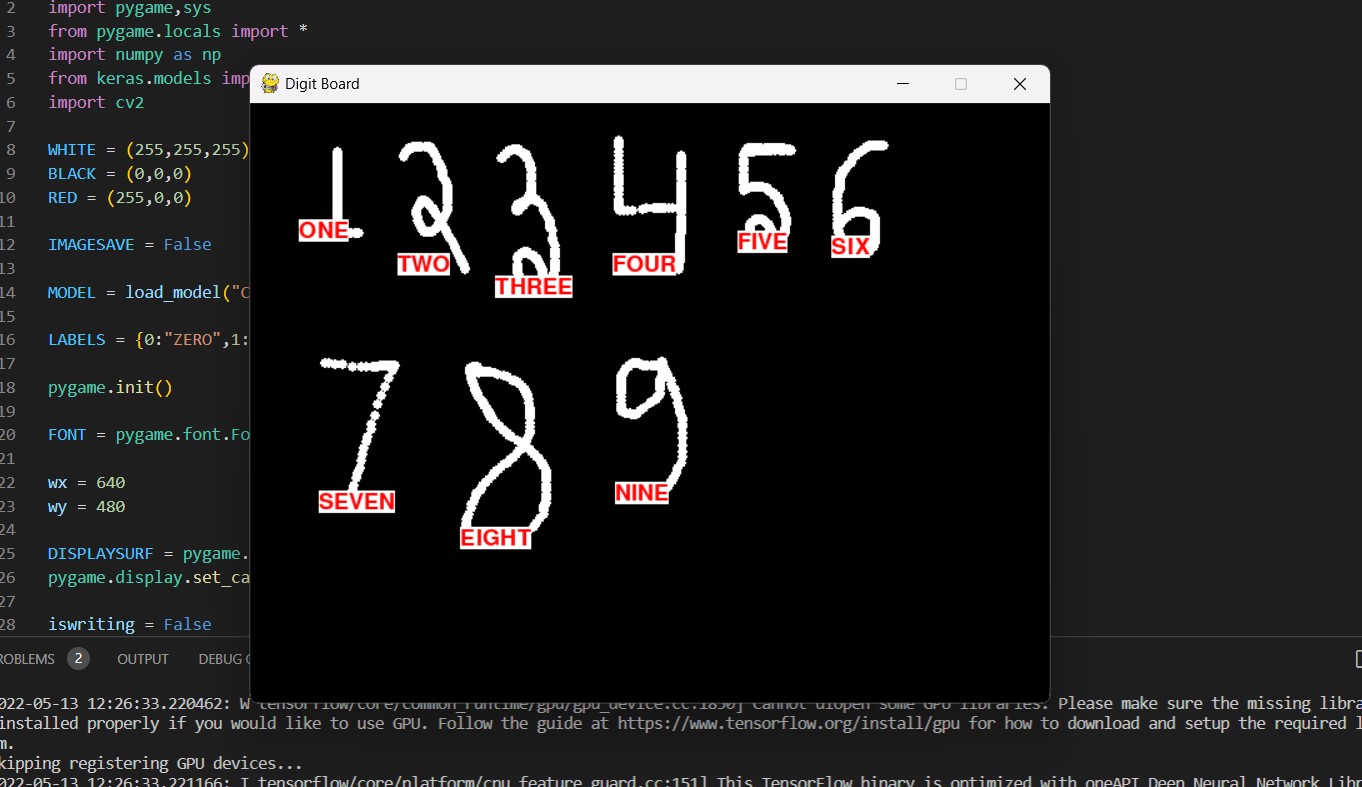 2 import pygame,sys
3 from pygame.locals import *
4 import numpy as np
5 from keras.models imp
6 import cv2
7
8 WHITE = (255,255,255)
9 BLACK = (0,0,0)
10 RED = (255,0,0)
11
12 IMAGESAVE = False
13
14 MODEL = load_model("C
15
16 LABELS = {0:"ZERO",1:
17
18 pygame.init()
19
20 FONT = pygame.font.Fo
21
22 wx = 640
23 wy = 480
24
25 DISPLAYSURF = pygame.
26 pygame.display.set_ca
27
28 iswriting = False
Digit Board
1 2 3 4 5 6
ONE TWO THREE FOUR FIVE SIX
7 8 9
SEVEN EIGHT NINE
ROBLEMS 2 OUTPUT DEBUG
022-05-13 12:26:33.220462: W tensorflow/core/common_runtime/gpu/gpu_device.cc:1850] Cannot dlopen some GPU libraries. Please make sure the missing libra
installed properly if you would like to use GPU. Follow the guide at https://www.tensorflow.org/install/gpu for how to download and setup the required l
m.
kipping registering GPU devices...
022-05-13 12:26:33.221166: I tensorflow/core/platform/cpu_feature_guard.cc:151] This TensorFlow binary is optimized with oneAPI Deep Neural Network Libr